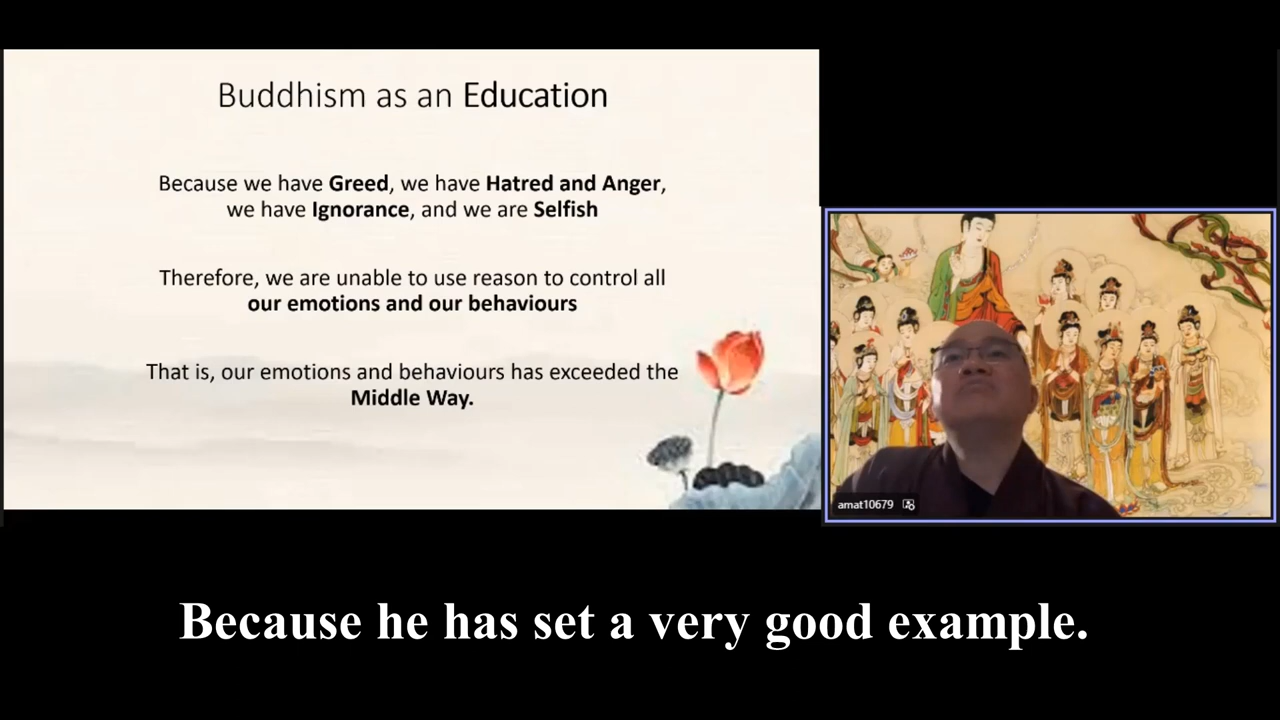 Buddhism as an Education
Because we have Greed, we have Hatred and Anger,
we have Ignorance, and we are Selfish
Therefore, we are unable to use reason to control all
our emotions and our behaviours
That is, our emotions and behaviours has exceeded the
Middle Way.
amat10679
Because he has set a very good example.